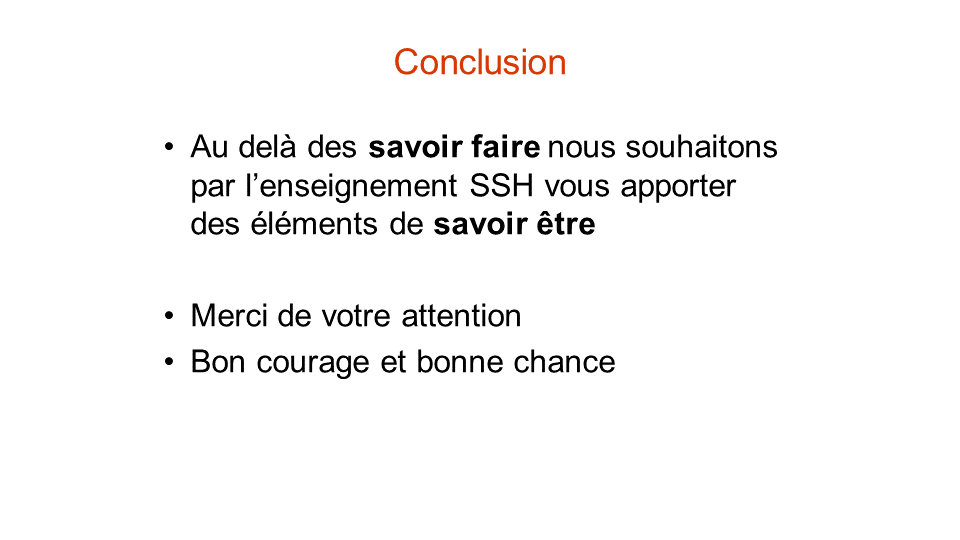 Conclusion
• Au delà des savoir faire nous souhaitons
par l’enseignement SSH vous apporter
des éléments de savoir être
• Merci de votre attention
• Bon courage et bonne chance